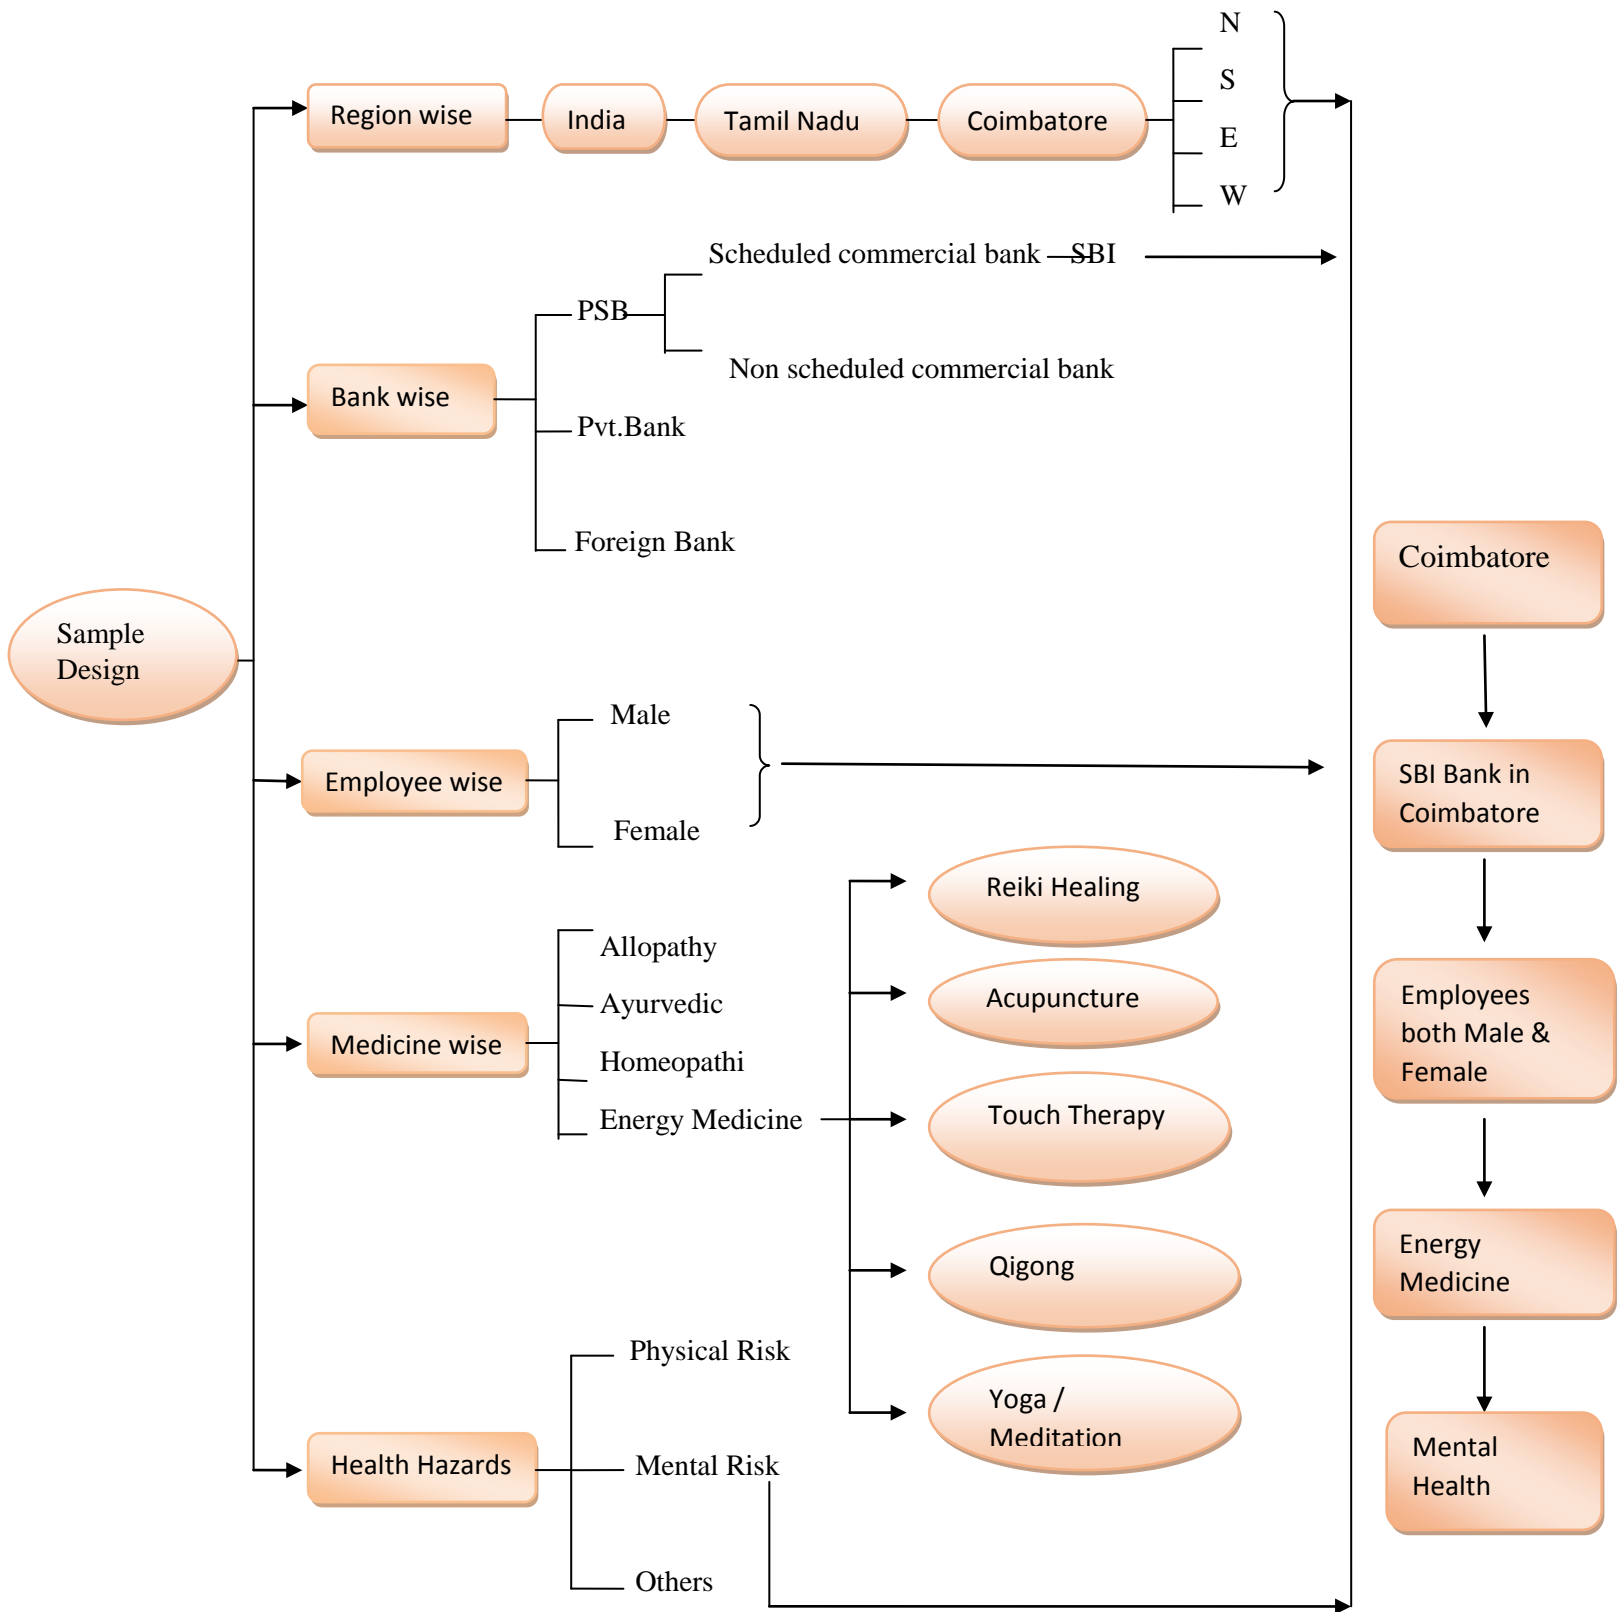 N
Region wise
India
Tamil Nadu
Coimbatore
S
E
W
Scheduled commercial bank
SBI
PSB
Non scheduled commercial bank
Bank wise
Pvt.Bank
Foreign Bank
Sample
Design
Male
Employee wise
Female
Reiki Healing
Allopathy
Acupuncture
Ayurvedic
Medicine wise
Homeopathi
Energy Medicine
Touch Therapy
Qigong
Yoga /
Meditation
Physical Risk
Health Hazards
Mental Risk
Others
Coimbatore
SBI Bank in
Coimbatore
Employees
both Male &
Female
Energy
Medicine
Mental
Health